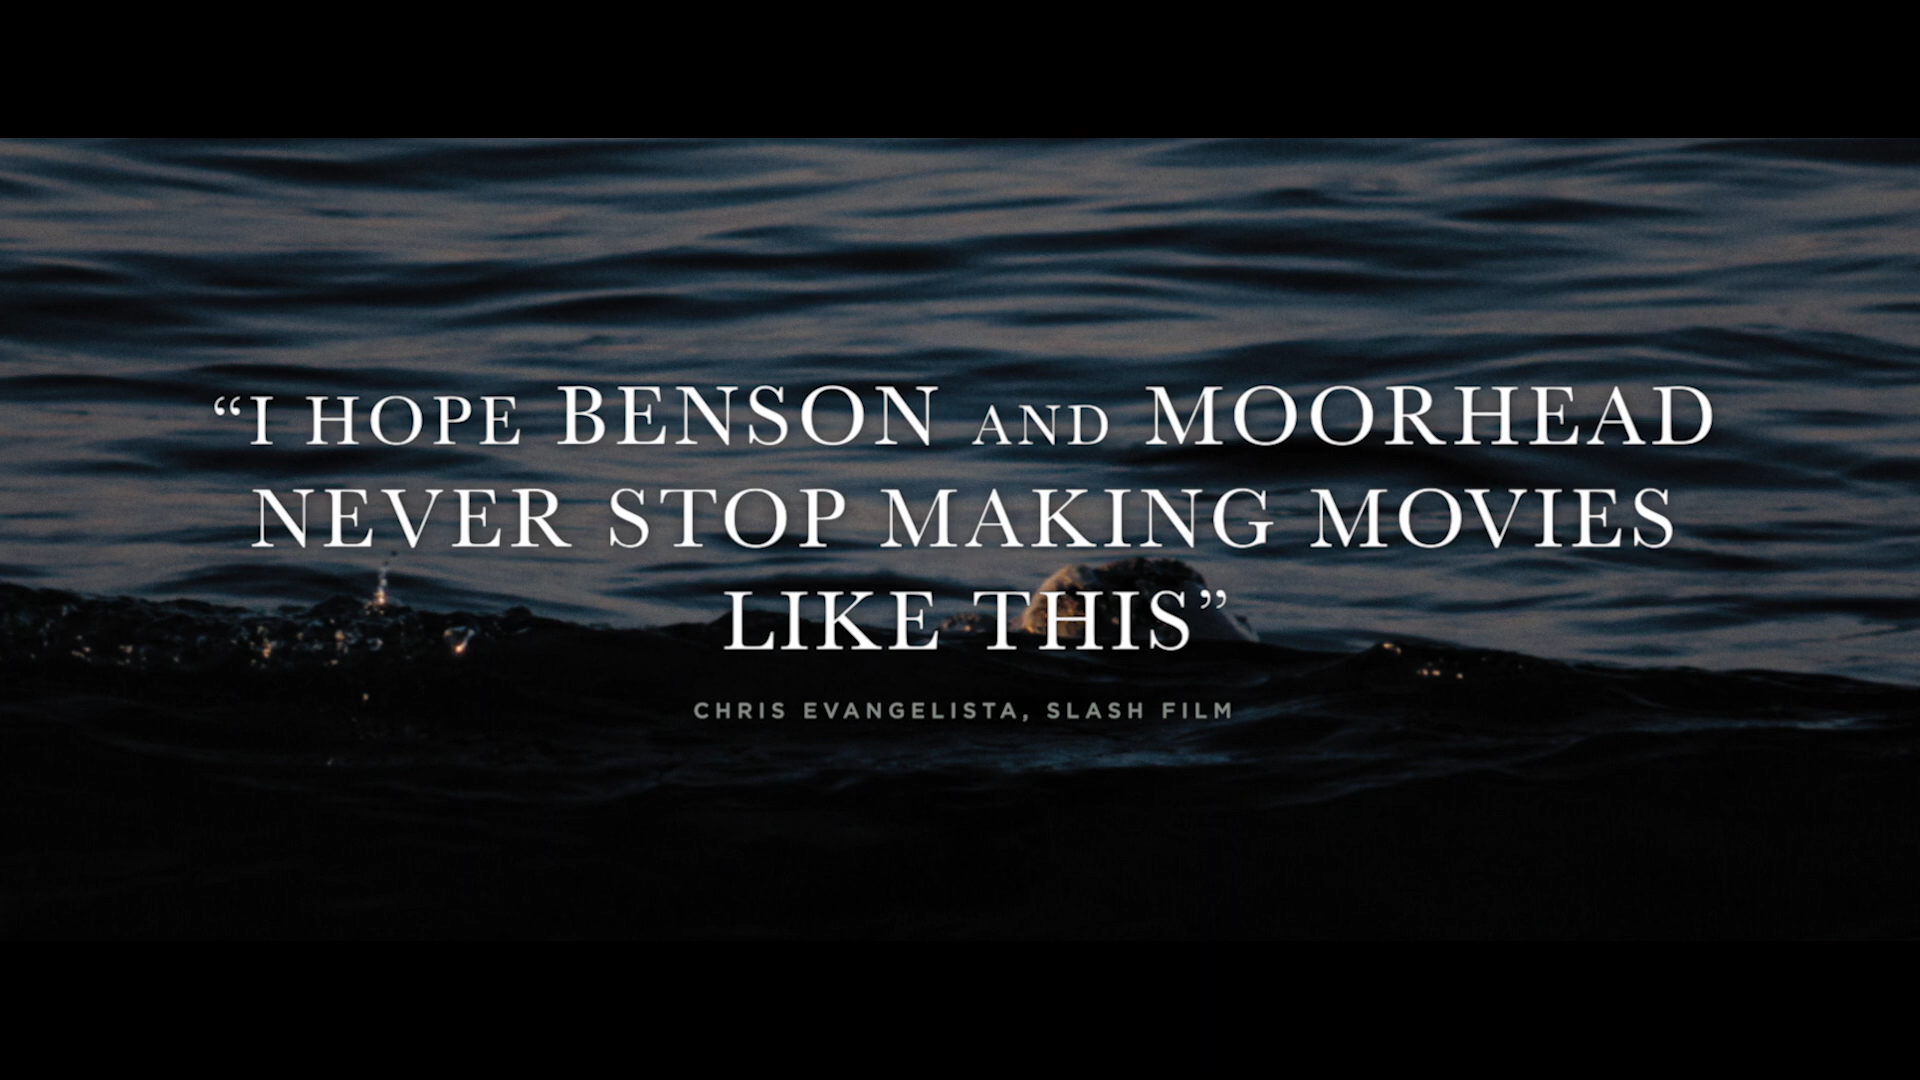 “I HOPE BENSON AND MOORHEAD
NEVER STOP MAKING MOVIES
LIKE THIS”
CHRIS EVANGELISTA, SLASH FILM